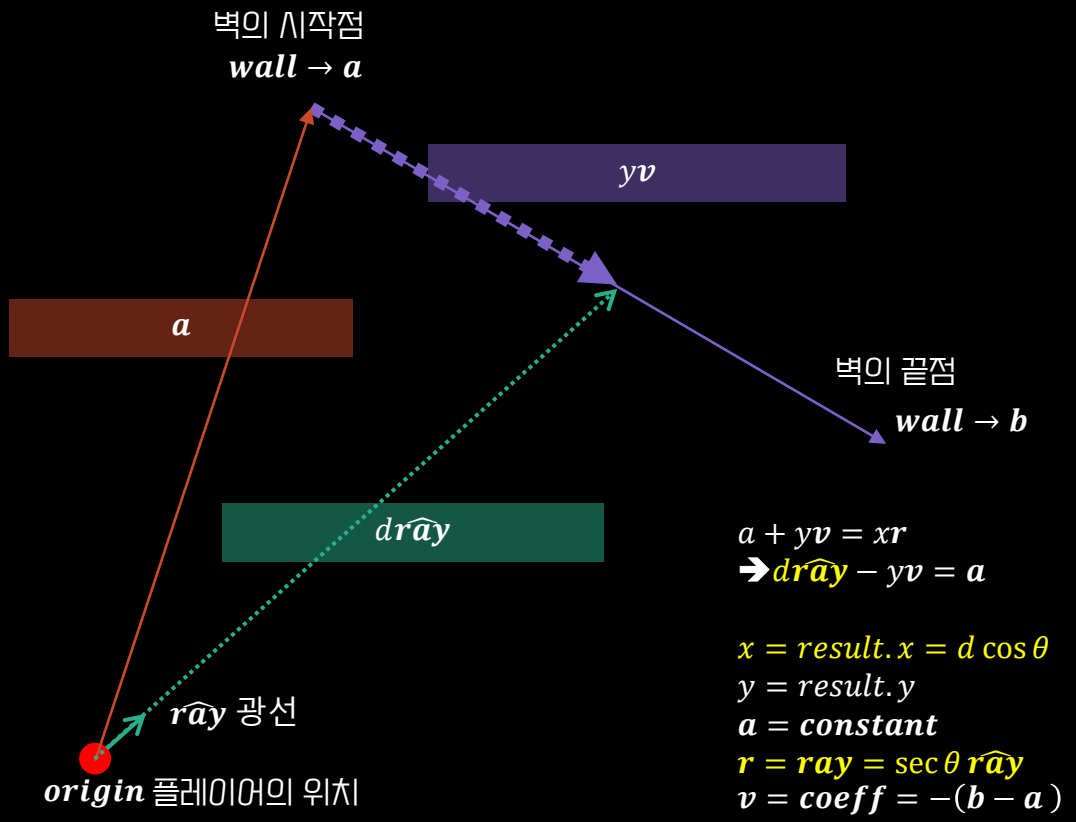 벽의 시작점
wall → a
yv
a
벽의 끝점
wall → b
dray^
a + yv = xr
➔dray^ − yv = a
x = result.x = d cos θ
y = result.y
a = constant
r = ray = sec θ ray^
v = coeff = −(b − a )
ray^ 광선
origin 플레이어의 위치